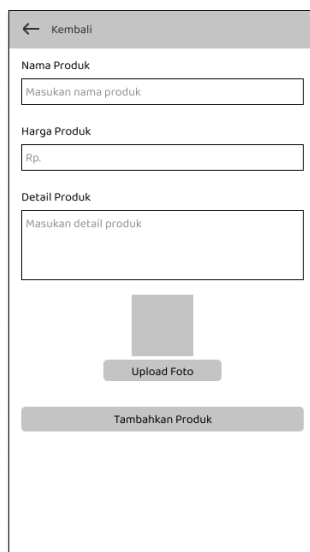 Kembali
Nama Produk
Masukan nama produk
Harga Produk
Rp.
Detail Produk
Masukan detail produk
Upload Foto
Tambahkan Produk